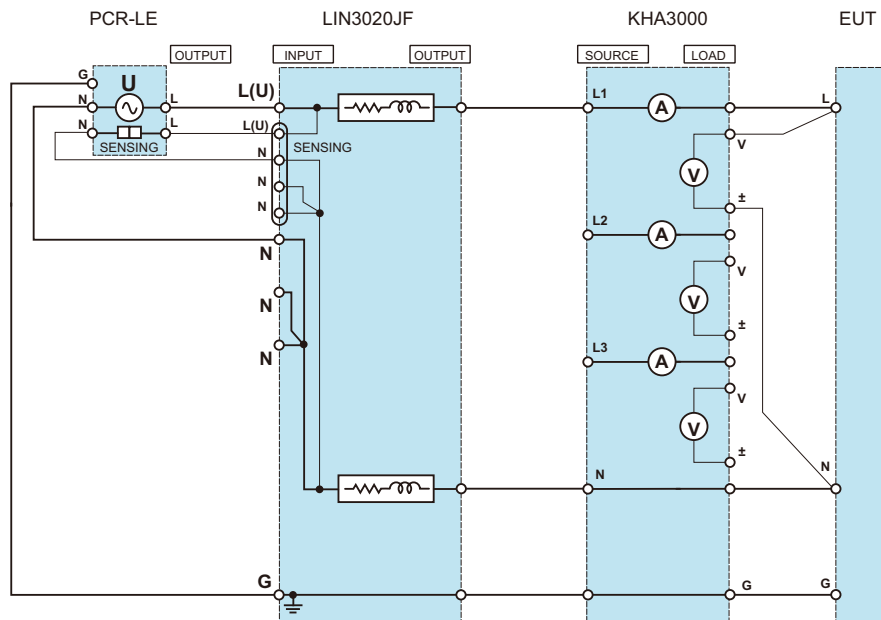 PCR-LE LIN3020JF KHA3000 EUT
OUTPUT INPUT OUTPUT SOURCE LOAD
G
U
N L L(U) L1 A L
N L L(U) V
SENSING N SENSING V
N
N ±
N L2 A
V
N V
±
N L3 A
V
V
±
N N
G G G